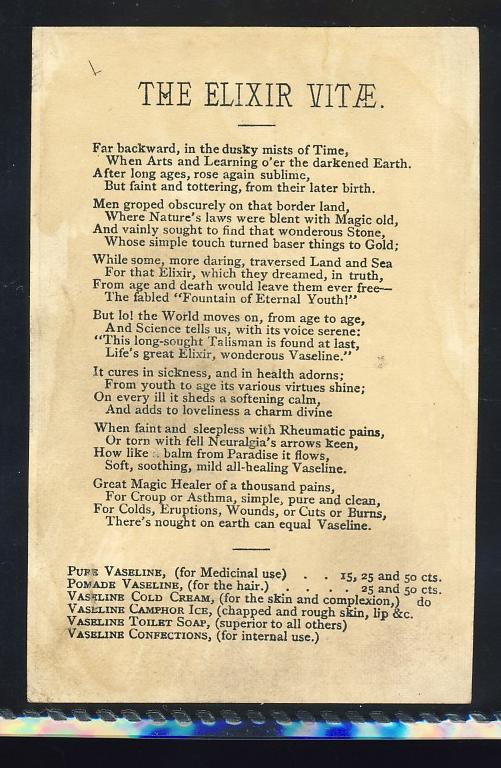 THE ELIXIR VITÆ.
Far backward, in the dusky mists of Time,
When Arts and Learning o'er the darkened Earth.
After long ages, rose again sublime,
But faint and tottering, from their later birth.
Men groped obscurely on that border land,
Where Nature's laws were blent with Magic old,
And vainly sought to find that wonderous Stone,
Whose simple touch turned baser things to Gold;
While some, more daring, traversed Land and Sea
For that Elixir, which they dreamed, in truth,
From age and death would leave them ever free—
The fabled "Fountain of Eternal Youth!"
But lo! the World moves on, from age to age,
And Science tells us, with its voice serene:
"This long-sought Talisman is found at last,
Life's great Elixir, wonderous Vaseline."
It cures in sickness, and in health adorns;
From youth to age its various virtues shine;
On every ill it sheds a softening calm,
And adds to loveliness a charm divine
When faint and sleepless with Rheumatic pains,
Or torn with fell Neuralgia's arrows keen,
How like a balm from Paradise it flows,
Soft, soothing, mild all-healing Vaseline.
Great Magic Healer of a thousand pains,
For Croup or Asthma, simple, pure and clean,
For Colds, Eruptions, Wounds, or Cuts or Burns,
There's nought on earth can equal Vaseline.
PURE VASELINE, (for Medicinal use) . . 15, 25 and 50 cts.
POMADE VASELINE, (for the hair.) . . . . 25 and 50 cts.
VASELINE COLD CREAM, (for the skin and complexion,) do
VASELINE CAMPHOR ICE, (chapped and rough skin, lip &c.
VASELINE TOILET SOAP, (superior to all others)
VASELINE CONFECTIONS, (for internal use.)